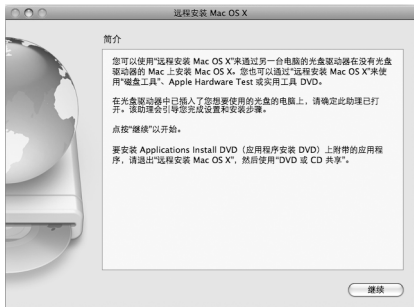 远程安装 Mac OS X
简介
您可以使用“远程安装 Mac OS X”来通过另一台电脑的光盘驱动器在没有光盘
驱动器的 Mac 上安装 Mac OS X。您也可以通过“远程安装 Mac OS X”来使
用“磁盘工具”、Apple Hardware Test 或实用工具 DVD。
在光盘驱动器中已插入了您想要使用的光盘的电脑上，请确定此助理已打
开。该助理会引导您完成设置和安装步骤。
点按“继续”以开始。
要安装 Applications Install DVD（应用程序安装 DVD）上附带的应用程
序，请退出“远程安装 Mac OS X”，然后使用“DVD 或 CD 共享”。
继续